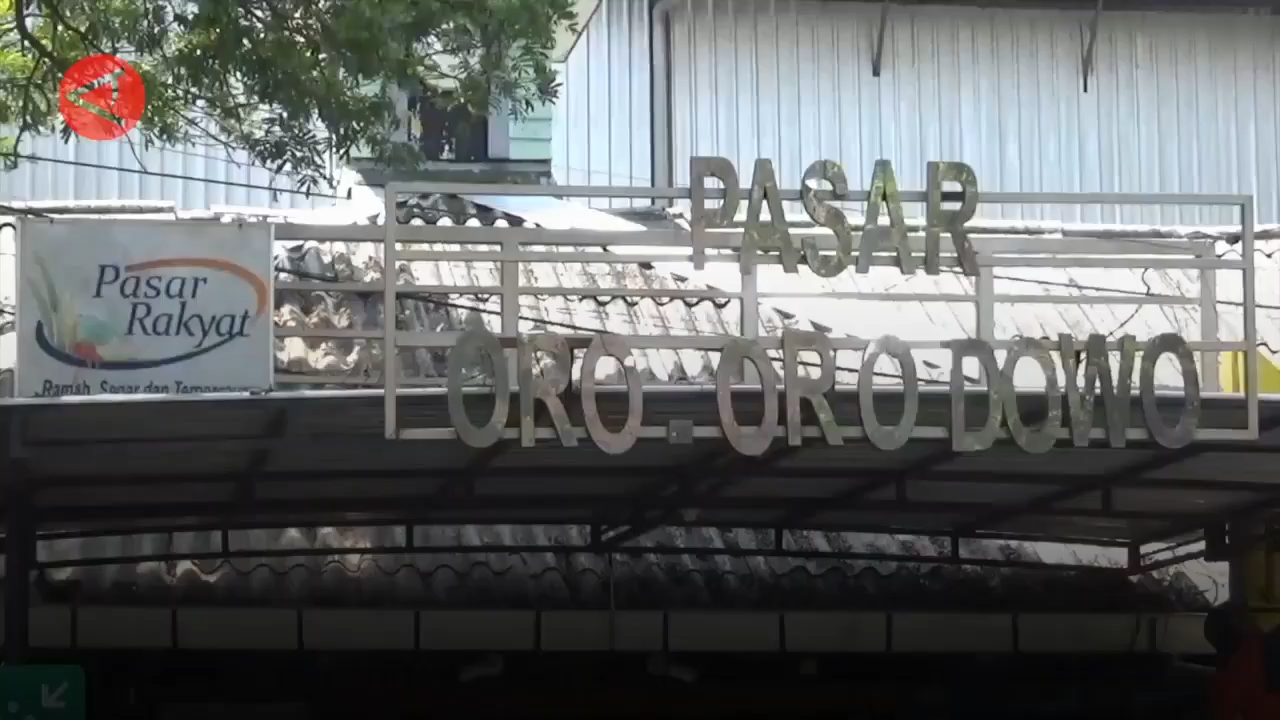 PASAR
ORO.ORO DOWO
Pasar
Rakyat
Ramah, Segar dan